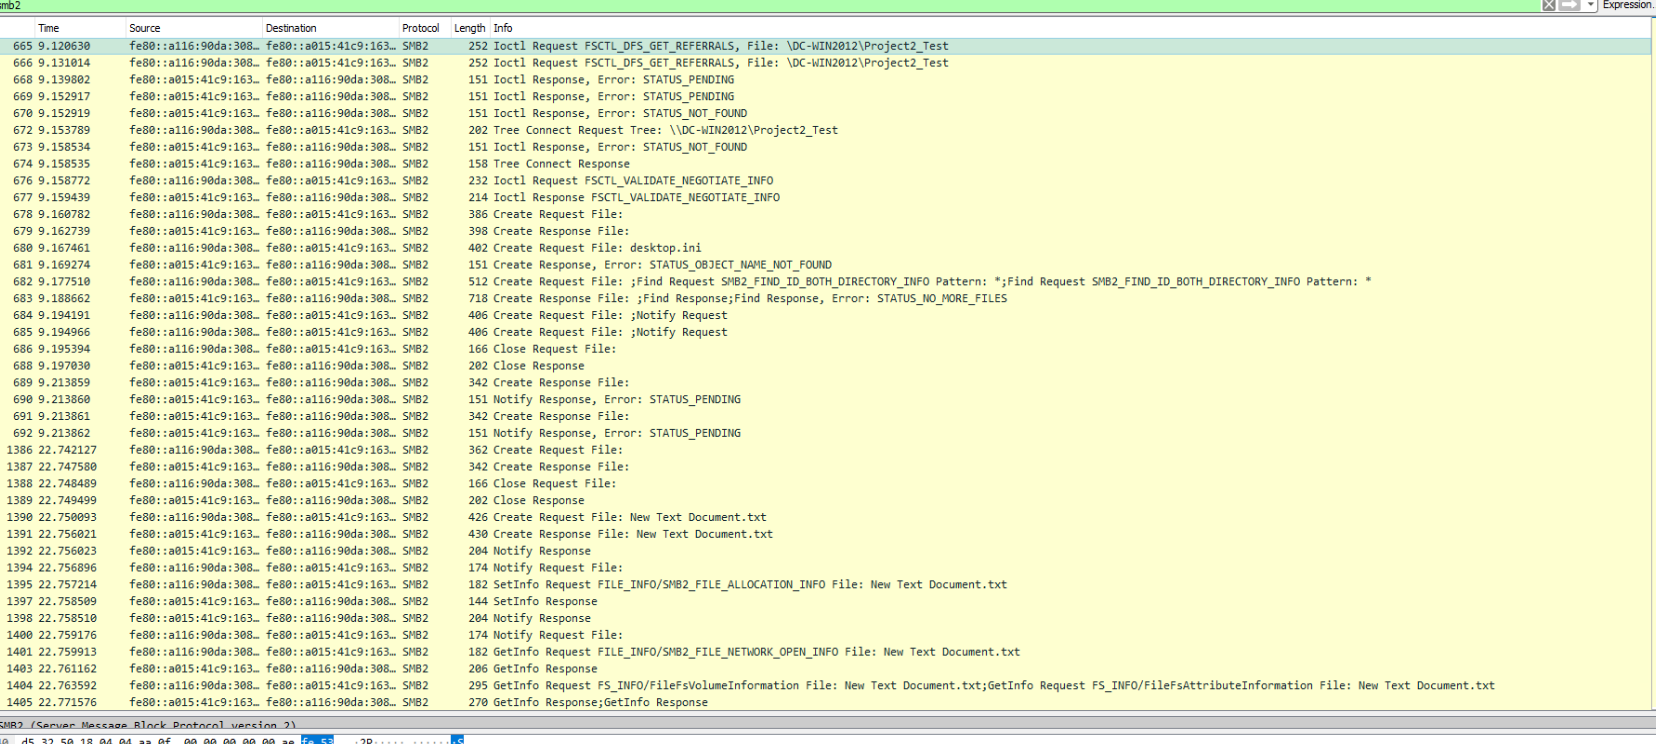 smb2 Expression.
Time Source Destination Protocol Length Info
665 9.120630 fe80::a116:90da:308… fe80::a015:41c9:163… SMB2 252 Ioctl Request FSCTL_DFS_GET_REFERRALS, File: \DC-WIN2012\Project2_Test
666 9.131014 fe80::a116:90da:308… fe80::a015:41c9:163… SMB2 252 Ioctl Request FSCTL_DFS_GET_REFERRALS, File: \DC-WIN2012\Project2_Test
668 9.139802 fe80::a015:41c9:163… fe80::a116:90da:308… SMB2 151 Ioctl Response, Error: STATUS_PENDING
669 9.152917 fe80::a015:41c9:163… fe80::a116:90da:308… SMB2 151 Ioctl Response, Error: STATUS_PENDING
670 9.152919 fe80::a015:41c9:163… fe80::a116:90da:308… SMB2 151 Ioctl Response, Error: STATUS_NOT_FOUND
672 9.153789 fe80::a116:90da:308… fe80::a015:41c9:163… SMB2 202 Tree Connect Request Tree: \\DC-WIN2012\Project2_Test
673 9.158534 fe80::a015:41c9:163… fe80::a116:90da:308… SMB2 151 Ioctl Response, Error: STATUS_NOT_FOUND
674 9.158535 fe80::a015:41c9:163… fe80::a116:90da:308… SMB2 158 Tree Connect Response
676 9.158772 fe80::a116:90da:308… fe80::a015:41c9:163… SMB2 232 Ioctl Request FSCTL_VALIDATE_NEGOTIATE_INFO
677 9.159439 fe80::a015:41c9:163… fe80::a116:90da:308… SMB2 214 Ioctl Response FSCTL_VALIDATE_NEGOTIATE_INFO
678 9.160782 fe80::a116:90da:308… fe80::a015:41c9:163… SMB2 386 Create Request File:
679 9.162739 fe80::a015:41c9:163… fe80::a116:90da:308… SMB2 398 Create Response File:
680 9.167461 fe80::a116:90da:308… fe80::a015:41c9:163… SMB2 402 Create Request File: desktop.ini
681 9.169274 fe80::a015:41c9:163… fe80::a116:90da:308… SMB2 151 Create Response, Error: STATUS_OBJECT_NAME_NOT_FOUND
682 9.177510 fe80::a116:90da:308… fe80::a015:41c9:163… SMB2 512 Create Request File: ;Find Request SMB2_FIND_ID_BOTH_DIRECTORY_INFO Pattern: *;Find Request SMB2_FIND_ID_BOTH_DIRECTORY_INFO Pattern: *
683 9.188662 fe80::a015:41c9:163… fe80::a116:90da:308… SMB2 718 Create Response File: ;Find Response;Find Response, Error: STATUS_NO_MORE_FILES
684 9.194191 fe80::a116:90da:308… fe80::a015:41c9:163… SMB2 406 Create Request File: ;Notify Request
685 9.194966 fe80::a116:90da:308… fe80::a015:41c9:163… SMB2 406 Create Request File: ;Notify Request
686 9.195394 fe80::a116:90da:308… fe80::a015:41c9:163… SMB2 166 Close Request File:
688 9.197030 fe80::a015:41c9:163… fe80::a116:90da:308… SMB2 202 Close Response
689 9.213859 fe80::a015:41c9:163… fe80::a116:90da:308… SMB2 342 Create Response File:
690 9.213860 fe80::a015:41c9:163… fe80::a116:90da:308… SMB2 151 Notify Response, Error: STATUS_PENDING
691 9.213861 fe80::a015:41c9:163… fe80::a116:90da:308… SMB2 342 Create Response File:
692 9.213862 fe80::a015:41c9:163… fe80::a116:90da:308… SMB2 151 Notify Response, Error: STATUS_PENDING
1386 22.742127 fe80::a116:90da:308… fe80::a015:41c9:163… SMB2 362 Create Request File:
1387 22.747580 fe80::a015:41c9:163… fe80::a116:90da:308… SMB2 342 Create Response File:
1388 22.748489 fe80::a116:90da:308… fe80::a015:41c9:163… SMB2 166 Close Request File:
1389 22.749499 fe80::a015:41c9:163… fe80::a116:90da:308… SMB2 202 Close Response
1390 22.750093 fe80::a116:90da:308… fe80::a015:41c9:163… SMB2 426 Create Request File: New Text Document.txt
1391 22.756021 fe80::a015:41c9:163… fe80::a116:90da:308… SMB2 430 Create Response File: New Text Document.txt
1392 22.756023 fe80::a015:41c9:163… fe80::a116:90da:308… SMB2 204 Notify Response
1394 22.756896 fe80::a116:90da:308… fe80::a015:41c9:163… SMB2 174 Notify Request File:
1395 22.757214 fe80::a116:90da:308… fe80::a015:41c9:163… SMB2 182 SetInfo Request FILE_INFO/SMB2_FILE_ALLOCATION_INFO File: New Text Document.txt
1397 22.758509 fe80::a015:41c9:163… fe80::a116:90da:308… SMB2 144 SetInfo Response
1398 22.758510 fe80::a015:41c9:163… fe80::a116:90da:308… SMB2 204 Notify Response
1400 22.759176 fe80::a116:90da:308… fe80::a015:41c9:163… SMB2 174 Notify Request File:
1401 22.759913 fe80::a116:90da:308… fe80::a015:41c9:163… SMB2 182 GetInfo Request FILE_INFO/SMB2_FILE_NETWORK_OPEN_INFO File: New Text Document.txt
1403 22.761162 fe80::a015:41c9:163… fe80::a116:90da:308… SMB2 206 GetInfo Response
1404 22.763592 fe80::a116:90da:308… fe80::a015:41c9:163… SMB2 295 GetInfo Request FS_INFO/FileFsVolumeInformation File: New Text Document.txt;GetInfo Request FS_INFO/FileFsAttributeInformation File: New Text Document.txt
1405 22.771576 fe80::a015:41c9:163… fe80::a116:90da:308… SMB2 270 GetInfo Response;GetInfo Response
SMB2 (Server Message Block Protocol version 2)
d5 32 50 18 04 04 aa 0f 00 00 00 00 00 ae fe 53 ·2P····· ·······S